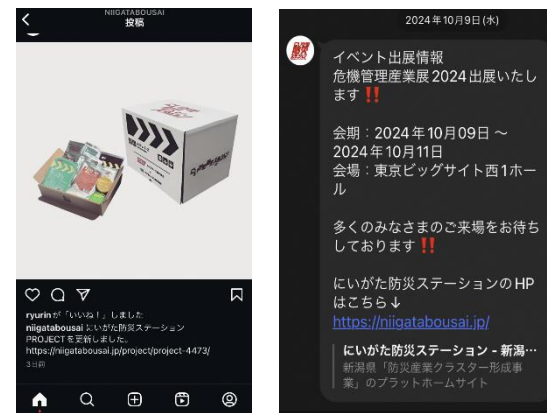 NIIGATABOUSAI
投稿
ryurinが「いいね！」しました
niigatabousai にいがた防災ステーション
PROJECTを更新しました。
https://niigatabousai.jp/project/project-4473/
3日前
2024年10月9日(水)
イベント出展情報
危機管理産業展2024出展いたし
ます‼️
会期：2024年10月09日 〜
2024年10月11日
会場：東京ビッグサイト西1ホー
ル
多くのみなさまのご来場をお待ち
しております‼️
にいがた防災ステーションのHP
はこちら↓
https://niigatabousai.jp/
にいがた防災ステーション - 新潟…
新潟県「防災産業クラスター形成事
業」のプラットホームサイト